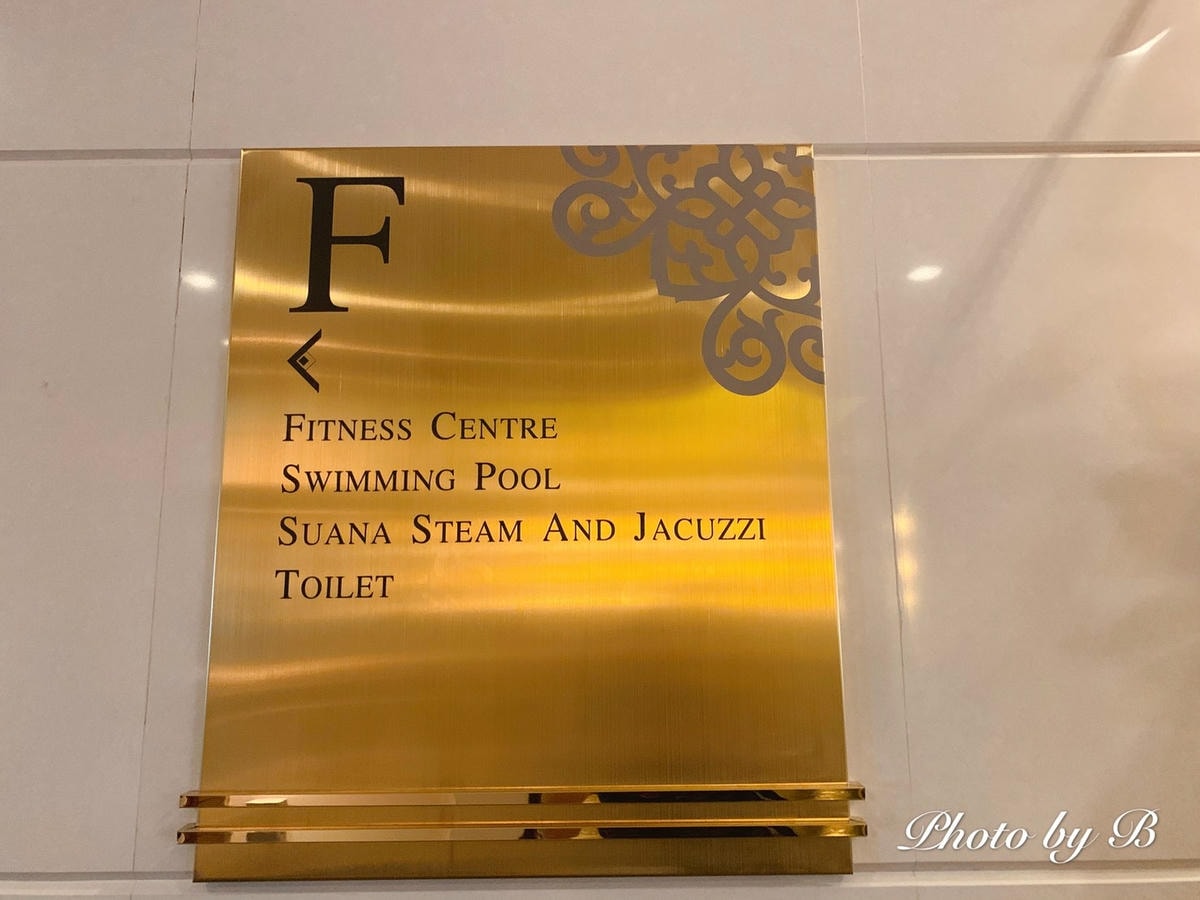 F
Fitness Centre
Swimming Pool
Suana Steam And Jacuzzi
Toilet
Photo by B